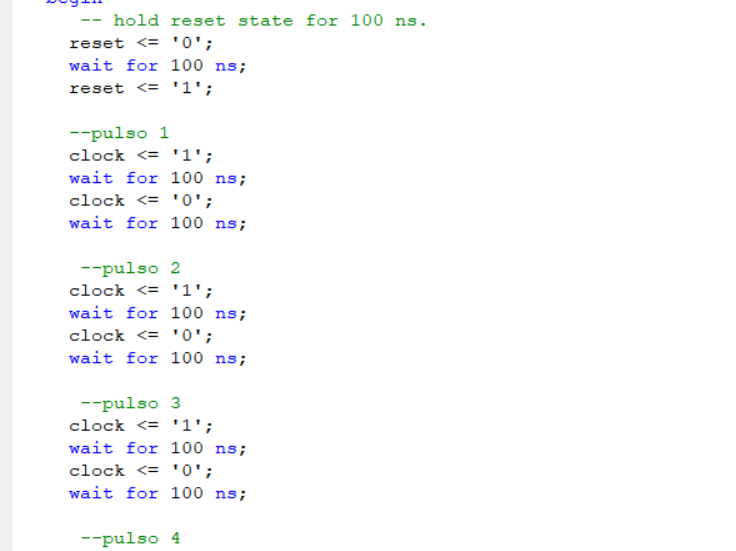 begin
-- hold reset state for 100 ns.
reset <= '0';
wait for 100 ns;
reset <= '1';
--pulso 1
clock <= '1';
wait for 100 ns;
clock <= '0';
wait for 100 ns;
--pulso 2
clock <= '1';
wait for 100 ns;
clock <= '0';
wait for 100 ns;
--pulso 3
clock <= '1';
wait for 100 ns;
clock <= '0';
wait for 100 ns;
--pulso 4